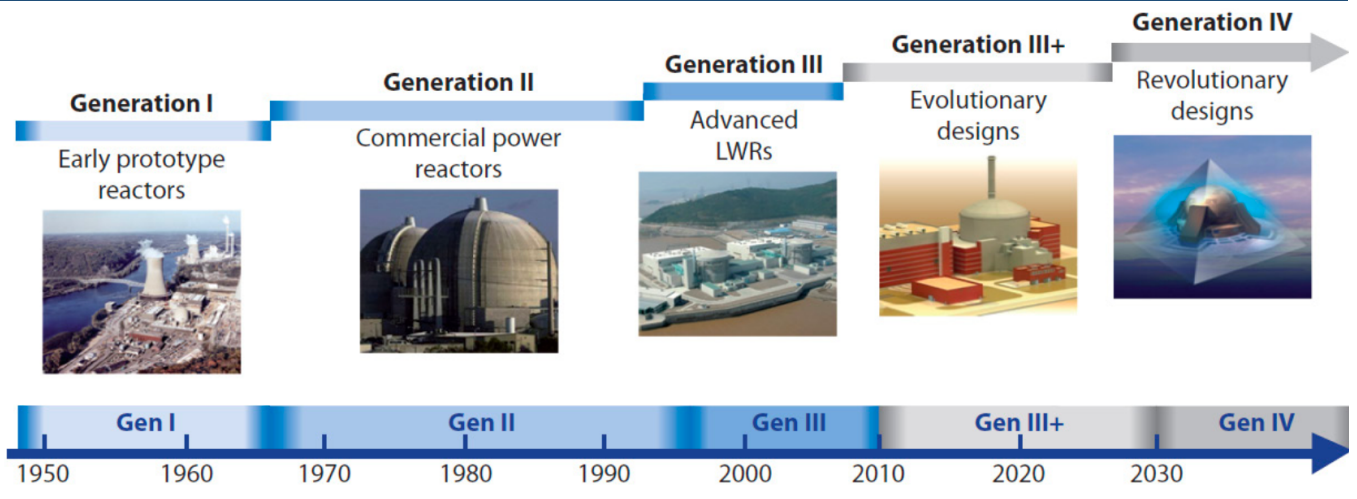 Generation I
Early prototype
reactors
Generation II
Commercial power
reactors
Generation III
Advanced
LWRs
Generation III+
Evolutionary
designs
Generation IV
Revolutionary
designs
Gen I
Gen II
Gen III
Gen III+
Gen IV
1950
1960
1970
1980
1990
2000
2010
2020
2030